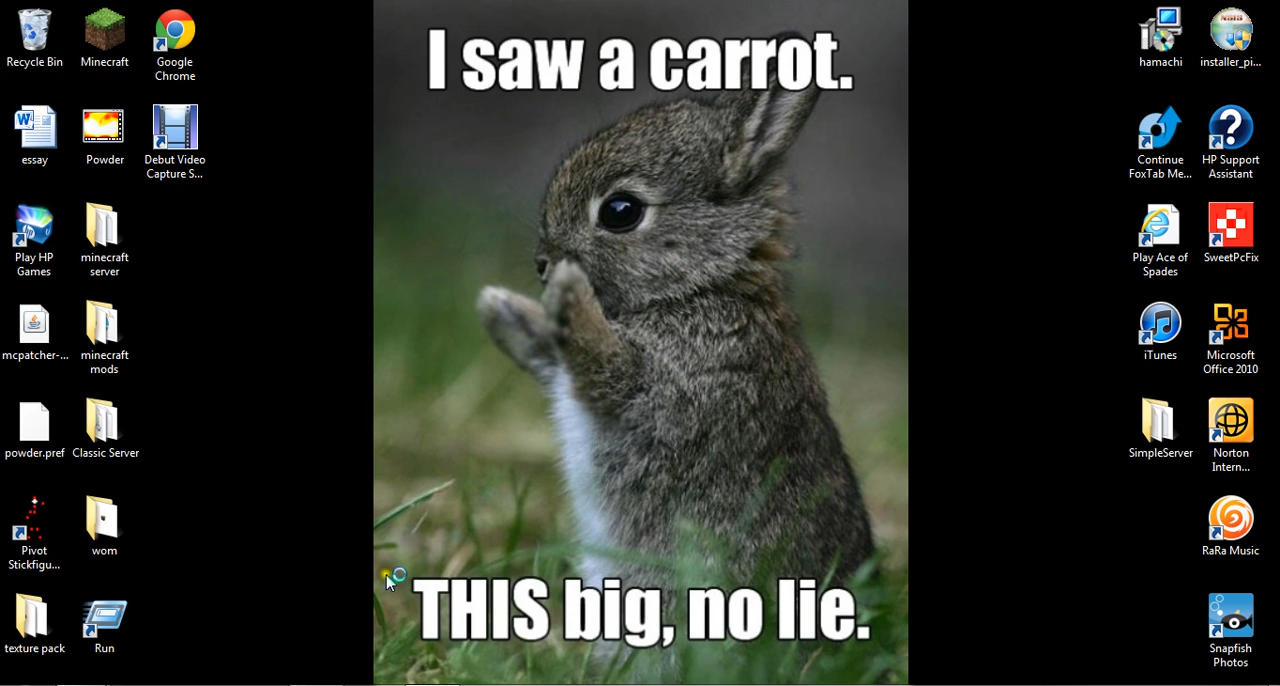 I saw a carrot.
THIS big, no lie.
Recycle Bin
Minecraft
Google
Chrome
essay
Powder
Debut Video
Capture S...
Play HP
Games
minecraft
server
mcpatcher-...
minecraft
mods
powder.pref
Classic Server
Pivot
Stickfigu...
wom
texture pack
Run
hamachi
installer_pi...
Continue
FoxTab Me...
HP Support
Assistant
Play Ace of
Spades
SweetPcFix
iTunes
Microsoft
Office 2010
SimpleServer
Norton
Intern...
RaRa Music
Snapfish
Photos